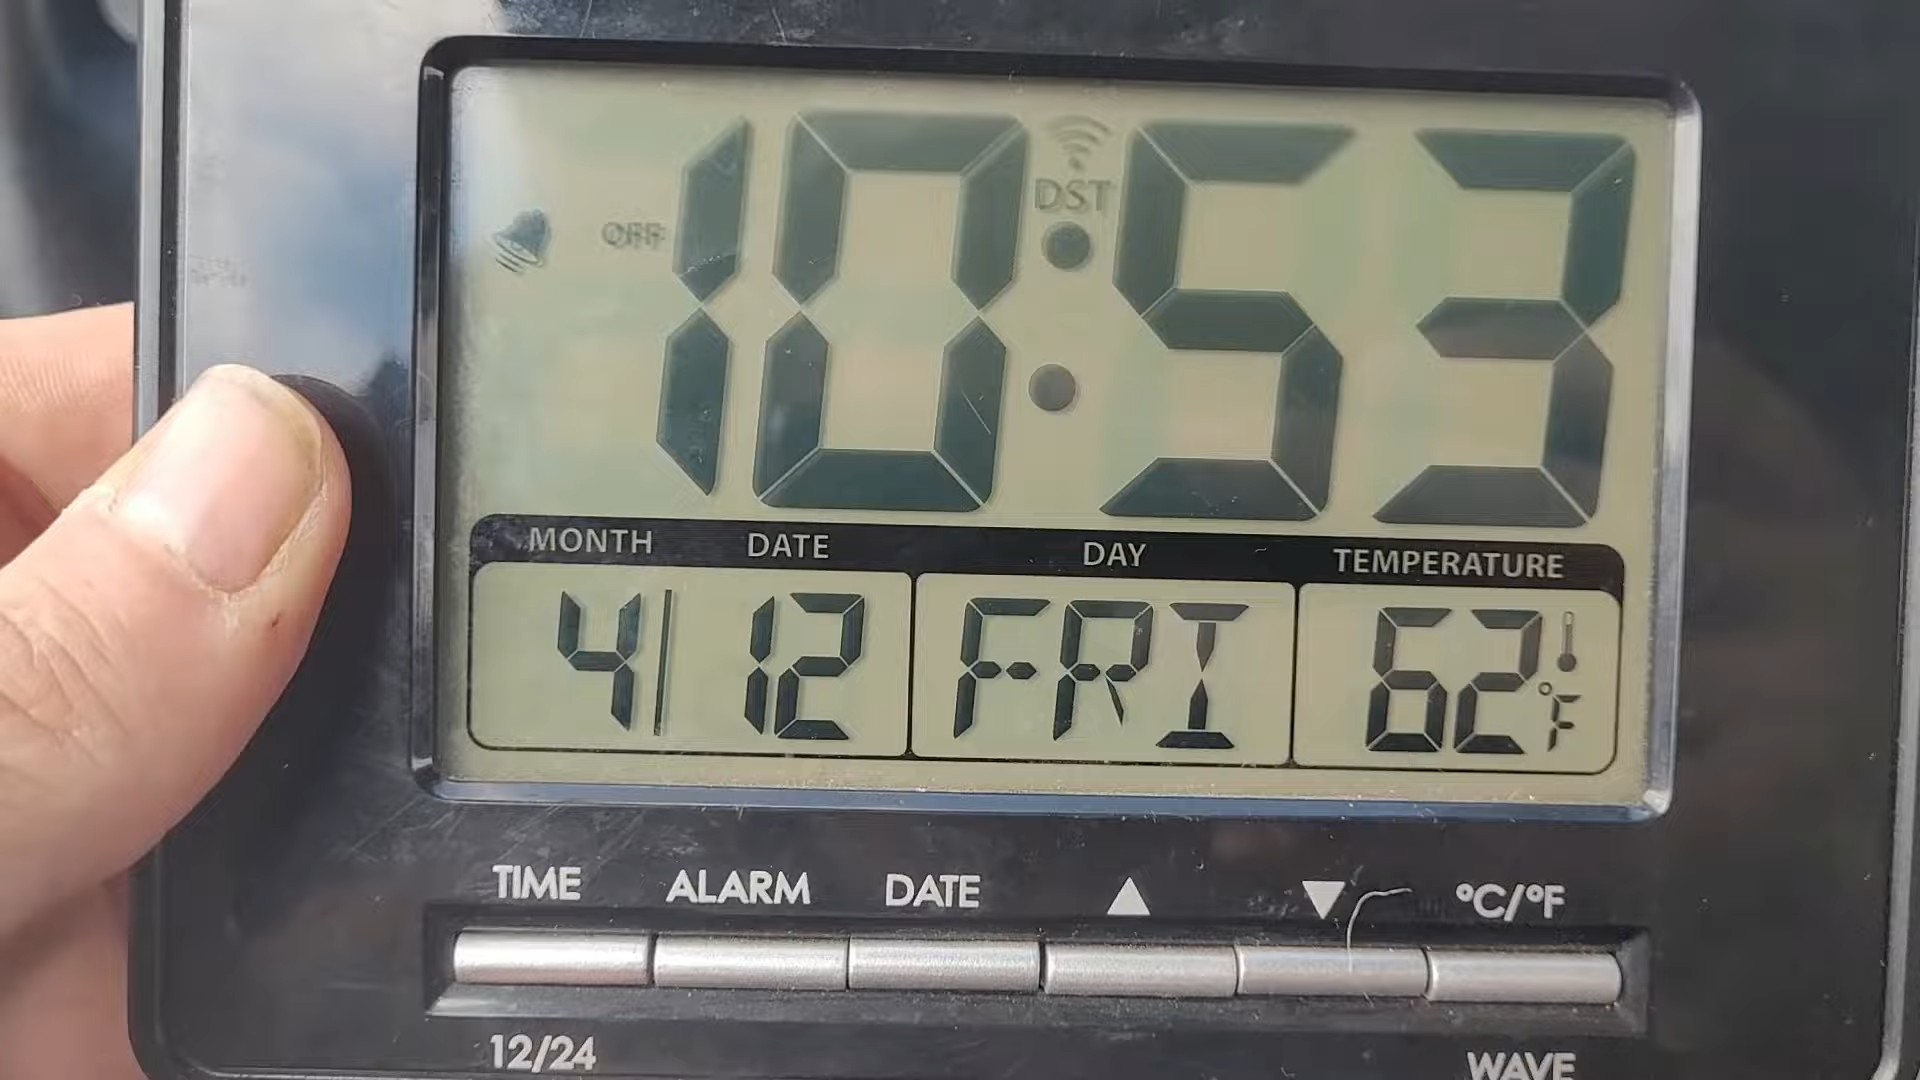 DST
OFF 10:53
MONTH DATE DAY TEMPERATURE
4 12 FRI 62 °F
TIME ALARM DATE ▲ ▼ °C/°F
12/24 WAVE